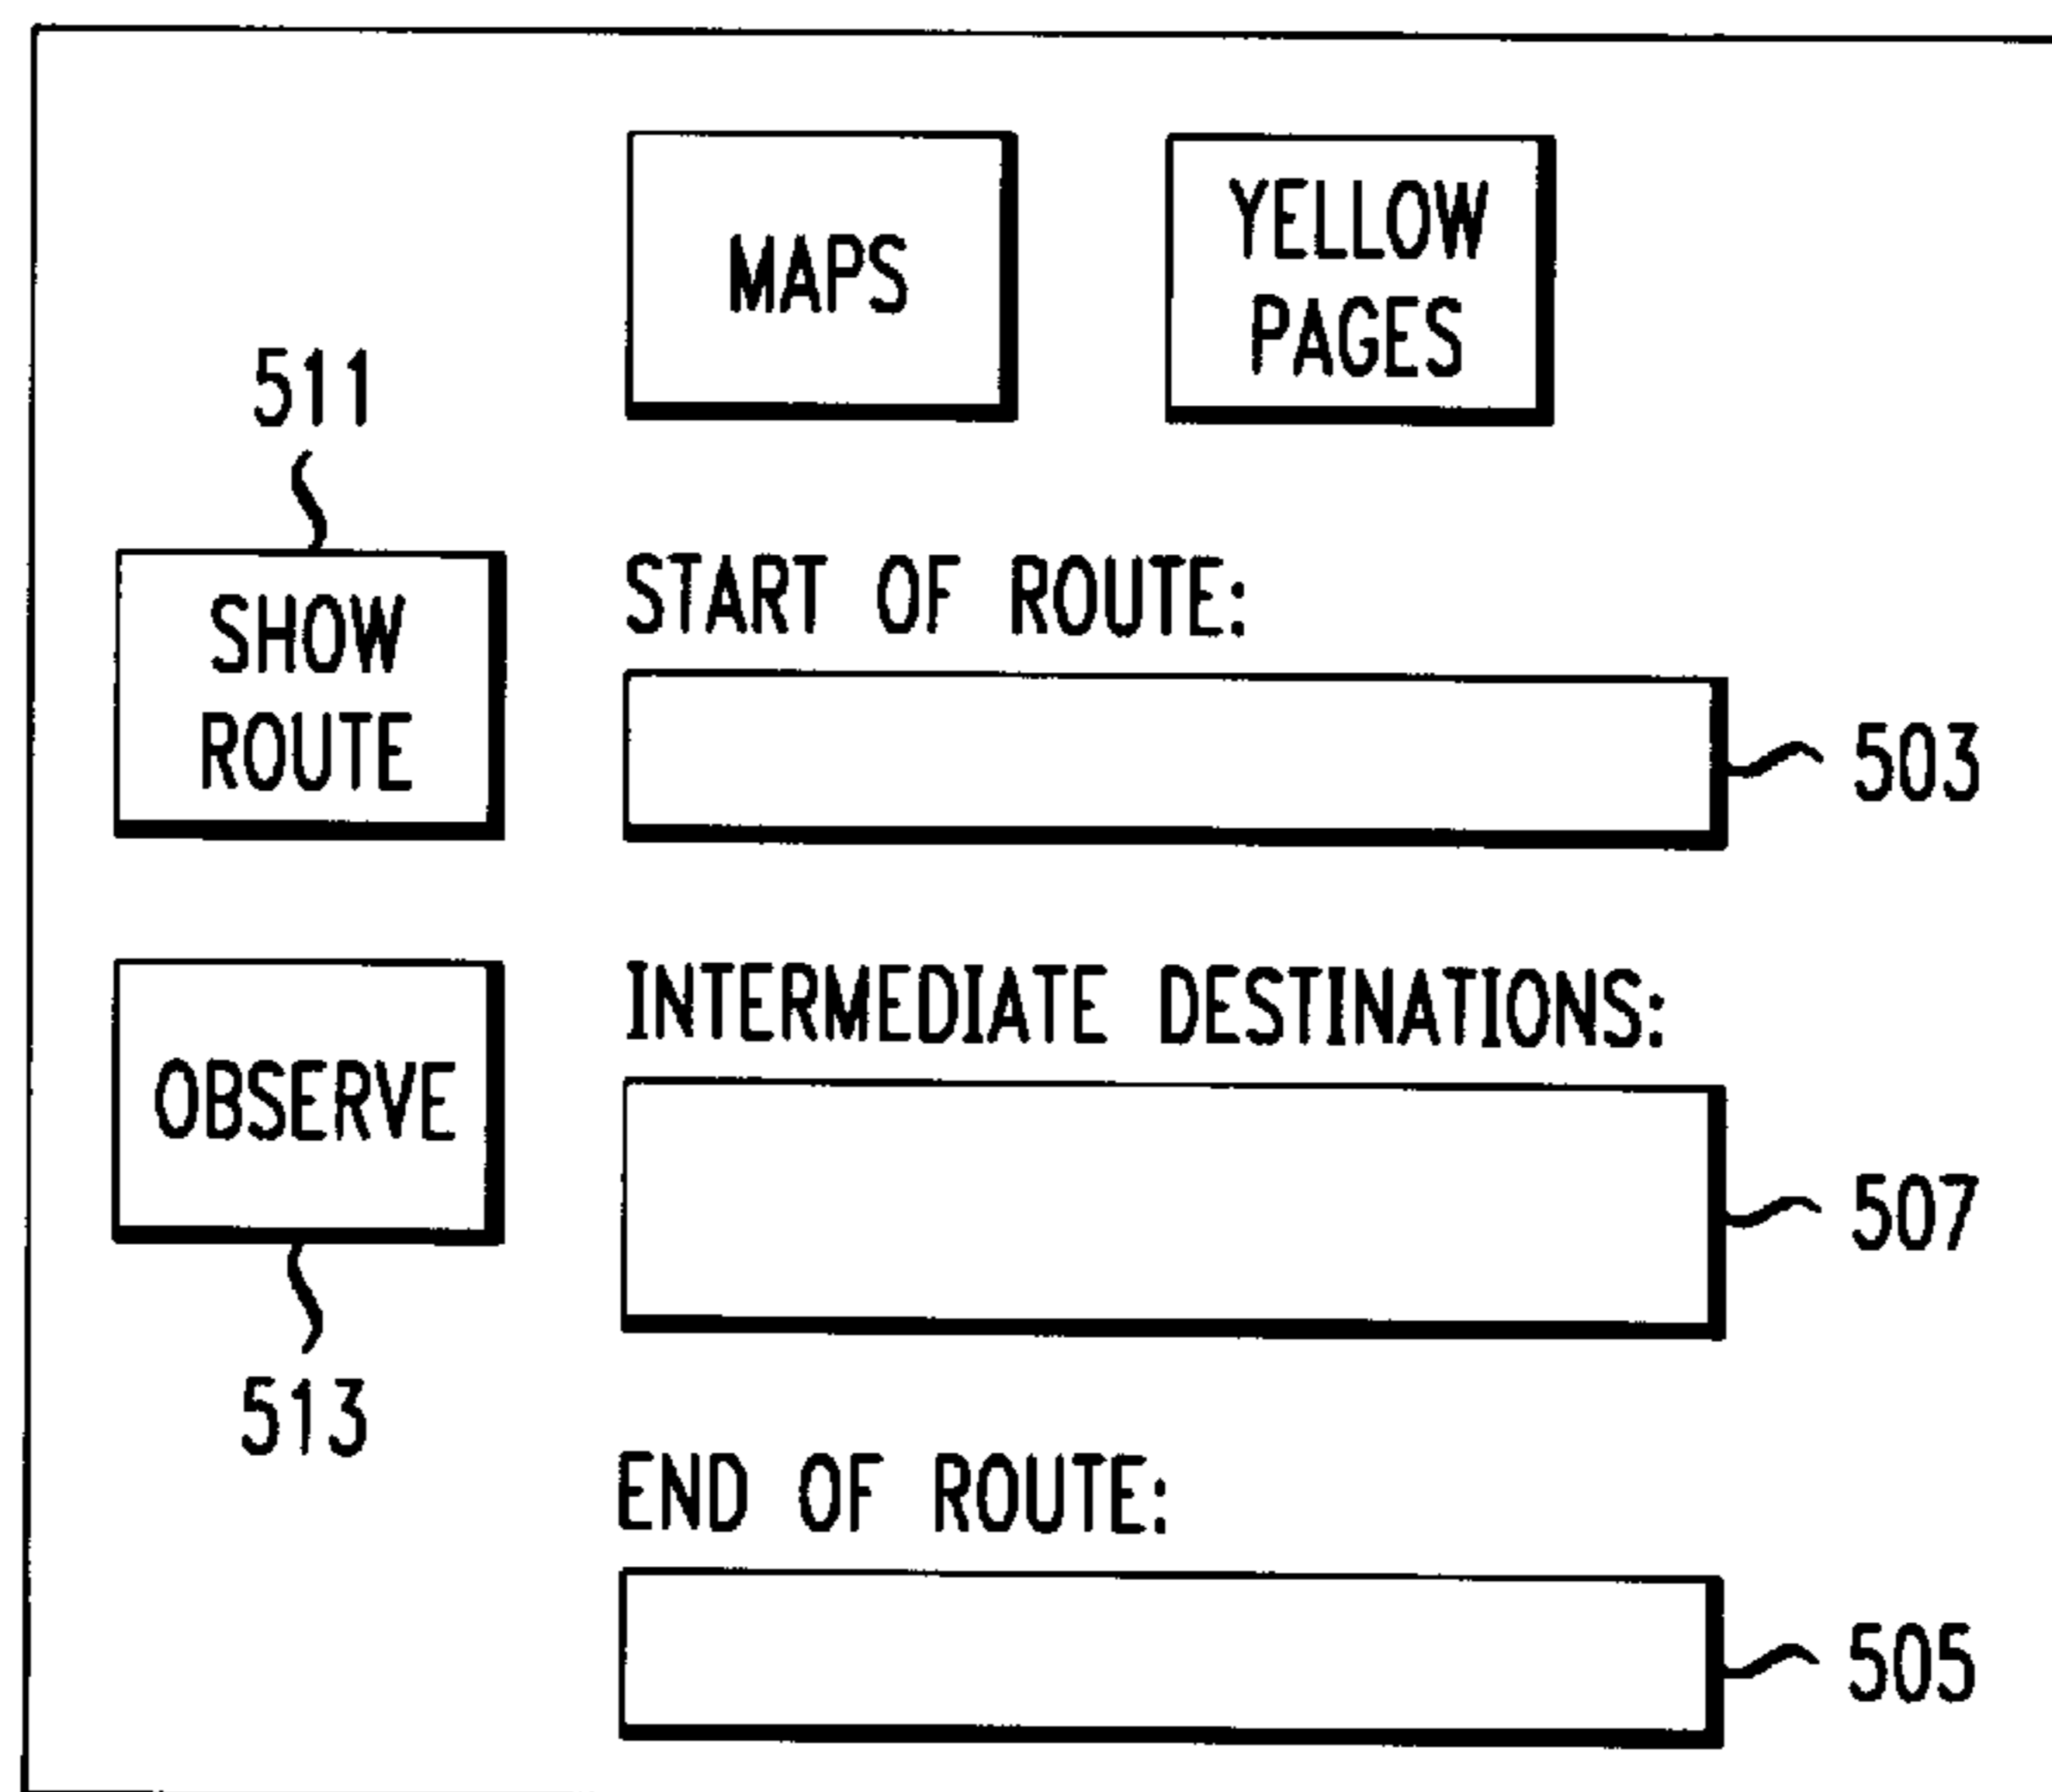 MAPS
YELLOW
PAGES
511
SHOW
ROUTE
START OF ROUTE:
503
OBSERVE
513
INTERMEDIATE DESTINATIONS:
507
END OF ROUTE:
505